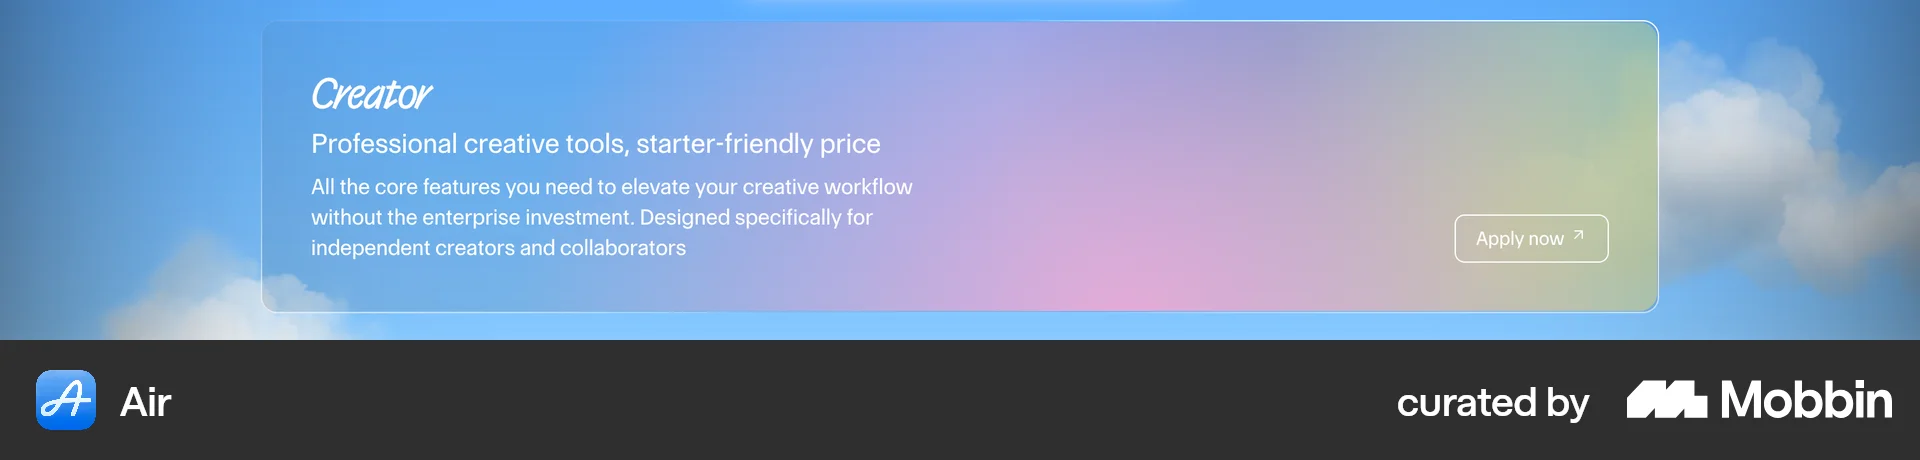 Creator
Professional creative tools, starter-friendly price
All the core features you need to elevate your creative workflow
without the enterprise investment. Designed specifically for
independent creators and collaborators
Apply now
Air
curated by Mobbin